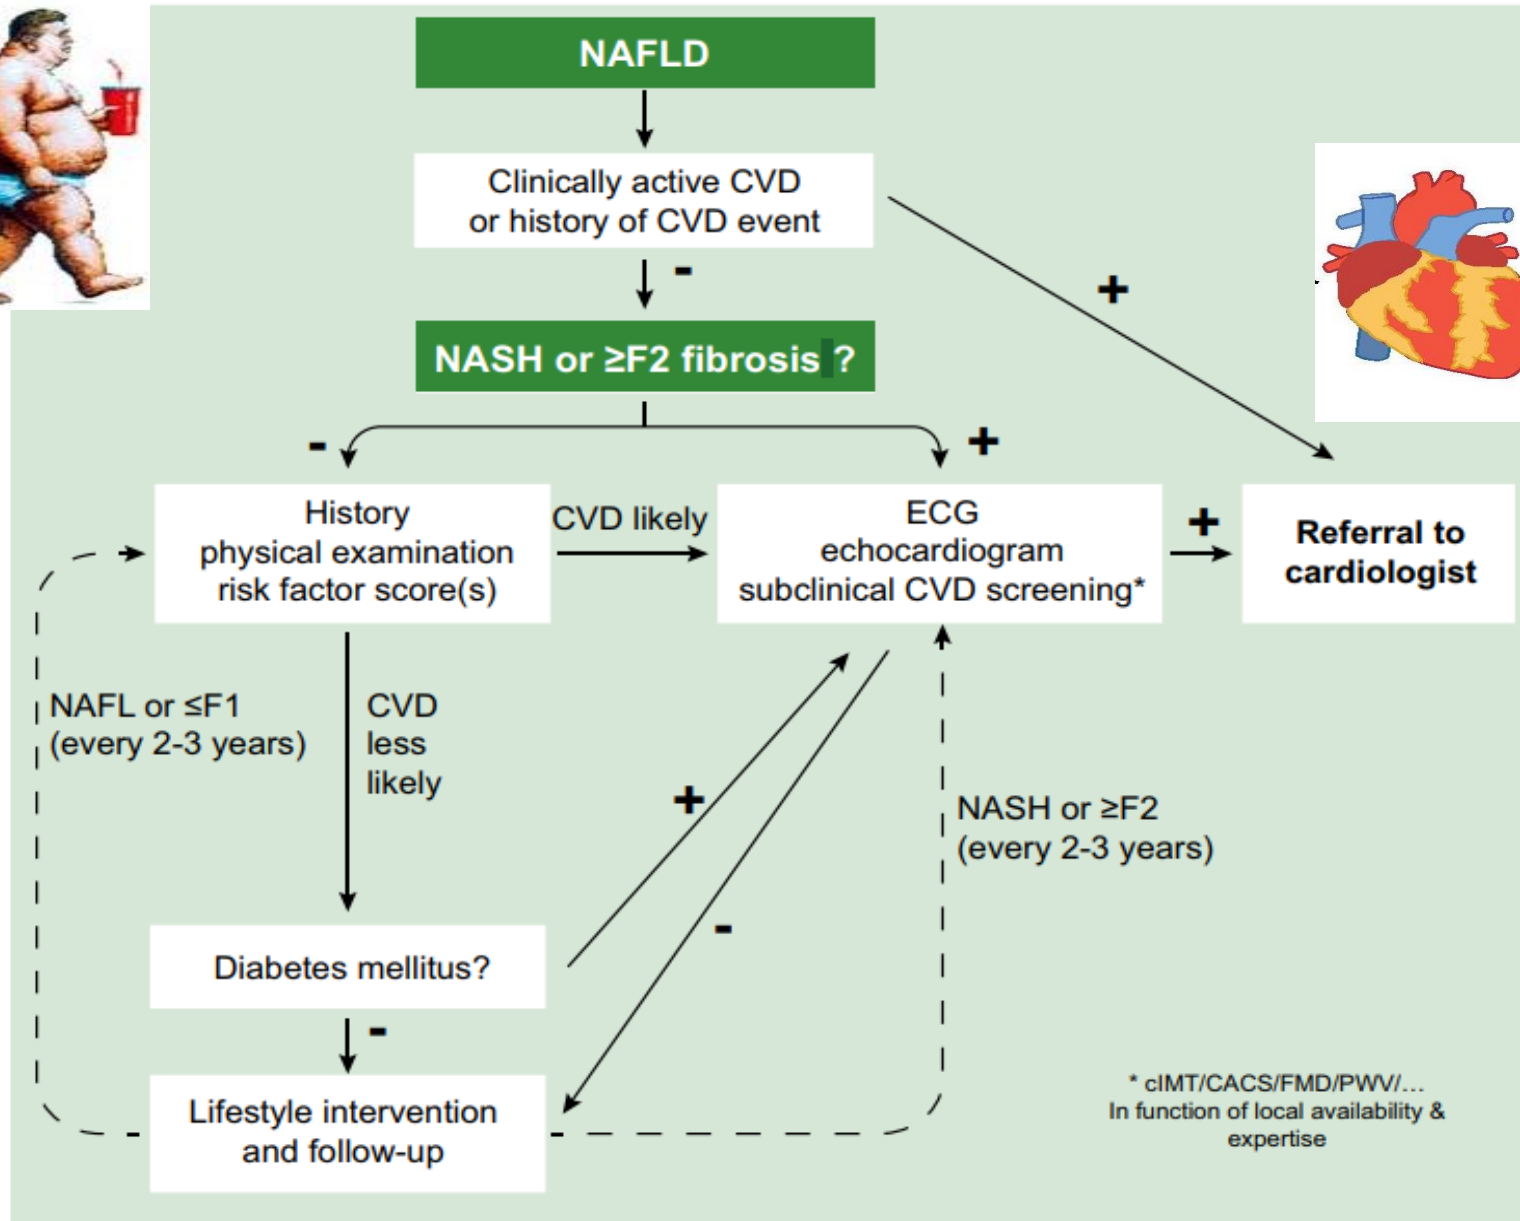 NAFLD
Clinically active CVD
or history of CVD event
-
+
NASH or ≥F2 fibrosis ?
-
+
History
physical examination
risk factor score(s)
CVD likely
ECG
echocardiogram
subclinical CVD screening*
+
Referral to
cardiologist
NAFL or ≤F1
(every 2-3 years)
CVD
less
likely
+
-
NASH or ≥F2
(every 2-3 years)
Diabetes mellitus?
-
Lifestyle intervention
and follow-up
* cIMT/CACS/FMD/PWV/...
In function of local availability &
expertise